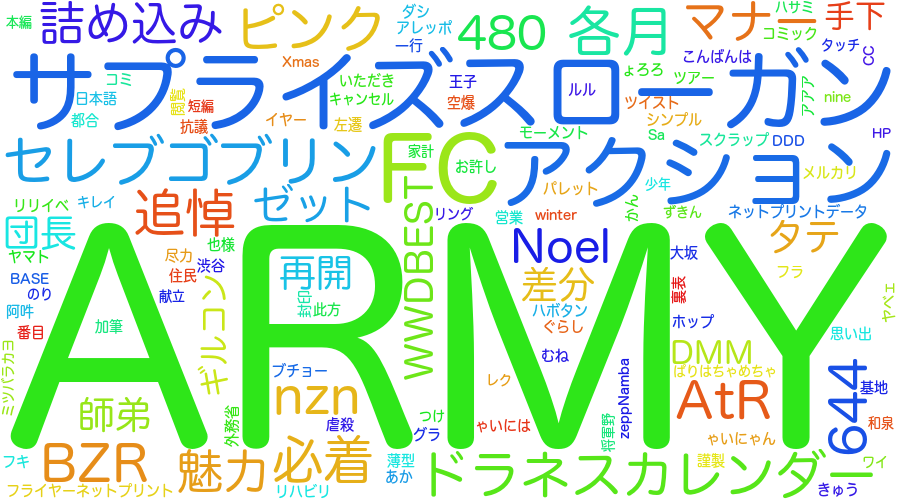 本編
詰め込み
ピンク
ダシ
アレッポ
一行
480
各月
マナー
ハサミ
コミック
手下
タッチ
CC
Xmas
サプライズスローガン
コミ
日本語
都合
閲覧
短編
抗議
イヤー
いただき
キャンセル
左遷
王子
空爆
ルル
ょろろ
ツイスト
シンプル
Sa
こんばんは
ツアー
アアア
nine
スクラップ
DDD
HP
セレブゴブリン
FC
家計
お許し
モーメント
アクション
メルカリ
パレット
少年
リリイベ
キレイ
追悼
ゼット
WWDBEST
リング
営業
winter
かん
ずきん
ネットプリントデータ
団長
ヤマト
也様
尽力
渋谷
住民
BASE
のり
献立
阿吽
番目
加筆
ARMY
再開
封印
此方
Noel
差分
ハボタン
ぐらし
大坂
裏表
ホップ
タテ
フラ
ヤベェ
思い出
ミツバラカヨ
ギルコン
ブチョー
むね
レク
DMM
ぱりはちゃめちゃ
師弟
外務省
nzn
虐殺
つけ
グラ
ゃいには
将軍野
zeppNamba
AtR
644
基地
和泉
ゃいにゃん
BZR
フキ
魅力
必着
薄型
あか
ドラネスカレンダー
謹製
ワイ
きゅう
フライヤーネットプリント
リハビリ